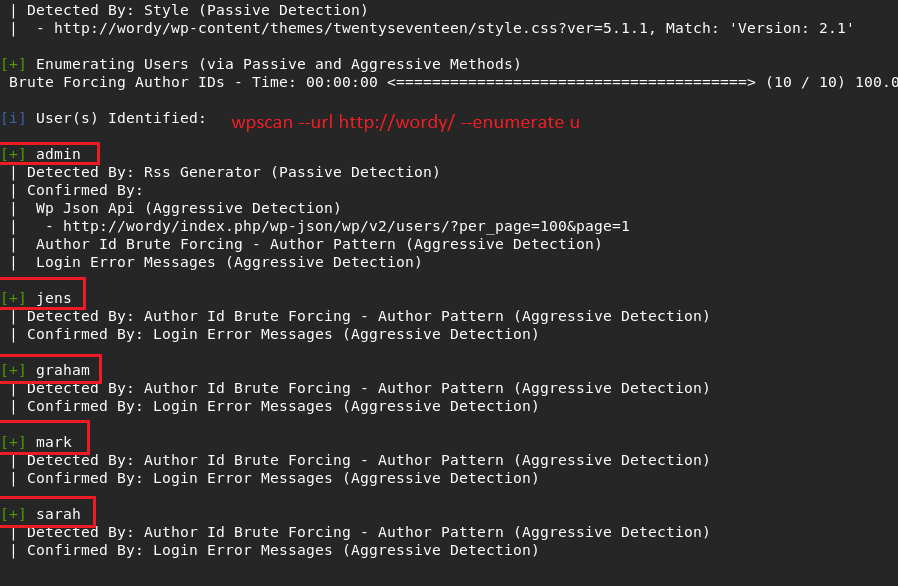 | Detected By: Style (Passive Detection)
|  - http://wordy/wp-content/themes/twentyseventeen/style.css?ver=5.1.1, Match: 'Version: 2.1'
[+] Enumerating Users (via Passive and Aggressive Methods)
Brute Forcing Author IDs - Time: 00:00:00 <========================================> (10 / 10) 100.0
[i] User(s) Identified:
wpscan --url http://wordy/ --enumerate u
[+] admin
| Detected By: Rss Generator (Passive Detection)
| Confirmed By:
|  Wp Json Api (Aggressive Detection)
|   - http://wordy/index.php/wp-json/wp/v2/users/?per_page=100&page=1
|  Author Id Brute Forcing - Author Pattern (Aggressive Detection)
|  Login Error Messages (Aggressive Detection)
[+] jens
| Detected By: Author Id Brute Forcing - Author Pattern (Aggressive Detection)
| Confirmed By: Login Error Messages (Aggressive Detection)
[+] graham
| Detected By: Author Id Brute Forcing - Author Pattern (Aggressive Detection)
| Confirmed By: Login Error Messages (Aggressive Detection)
[+] mark
| Detected By: Author Id Brute Forcing - Author Pattern (Aggressive Detection)
| Confirmed By: Login Error Messages (Aggressive Detection)
[+] sarah
| Detected By: Author Id Brute Forcing - Author Pattern (Aggressive Detection)
| Confirmed By: Login Error Messages (Aggressive Detection)